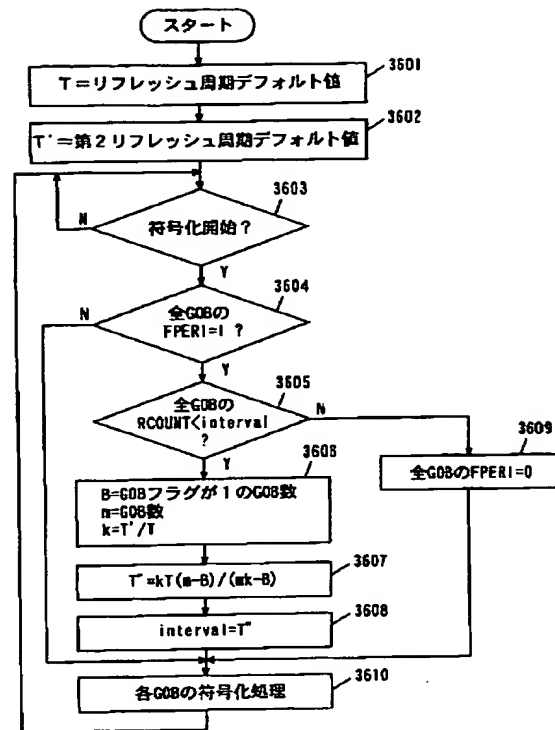 スタート
3601
T=リフレッシュ周期デフォルト値
3602
T'=第2リフレッシュ周期デフォルト値
3603
N
符号化開始?
Y
3604
N
全GOBの
FPERI=1 ?
Y
3605
全GOBの
RCOUNT<interval
?
N
Y
3606
3609
B=GOBフラグが1のGOB数
m=GOB数
k=T'/T
全GOBのFPERI=0
3607
T"=kT(m-B)/(mk-B)
3608
interval=T"
3610
各GOBの符号化処理